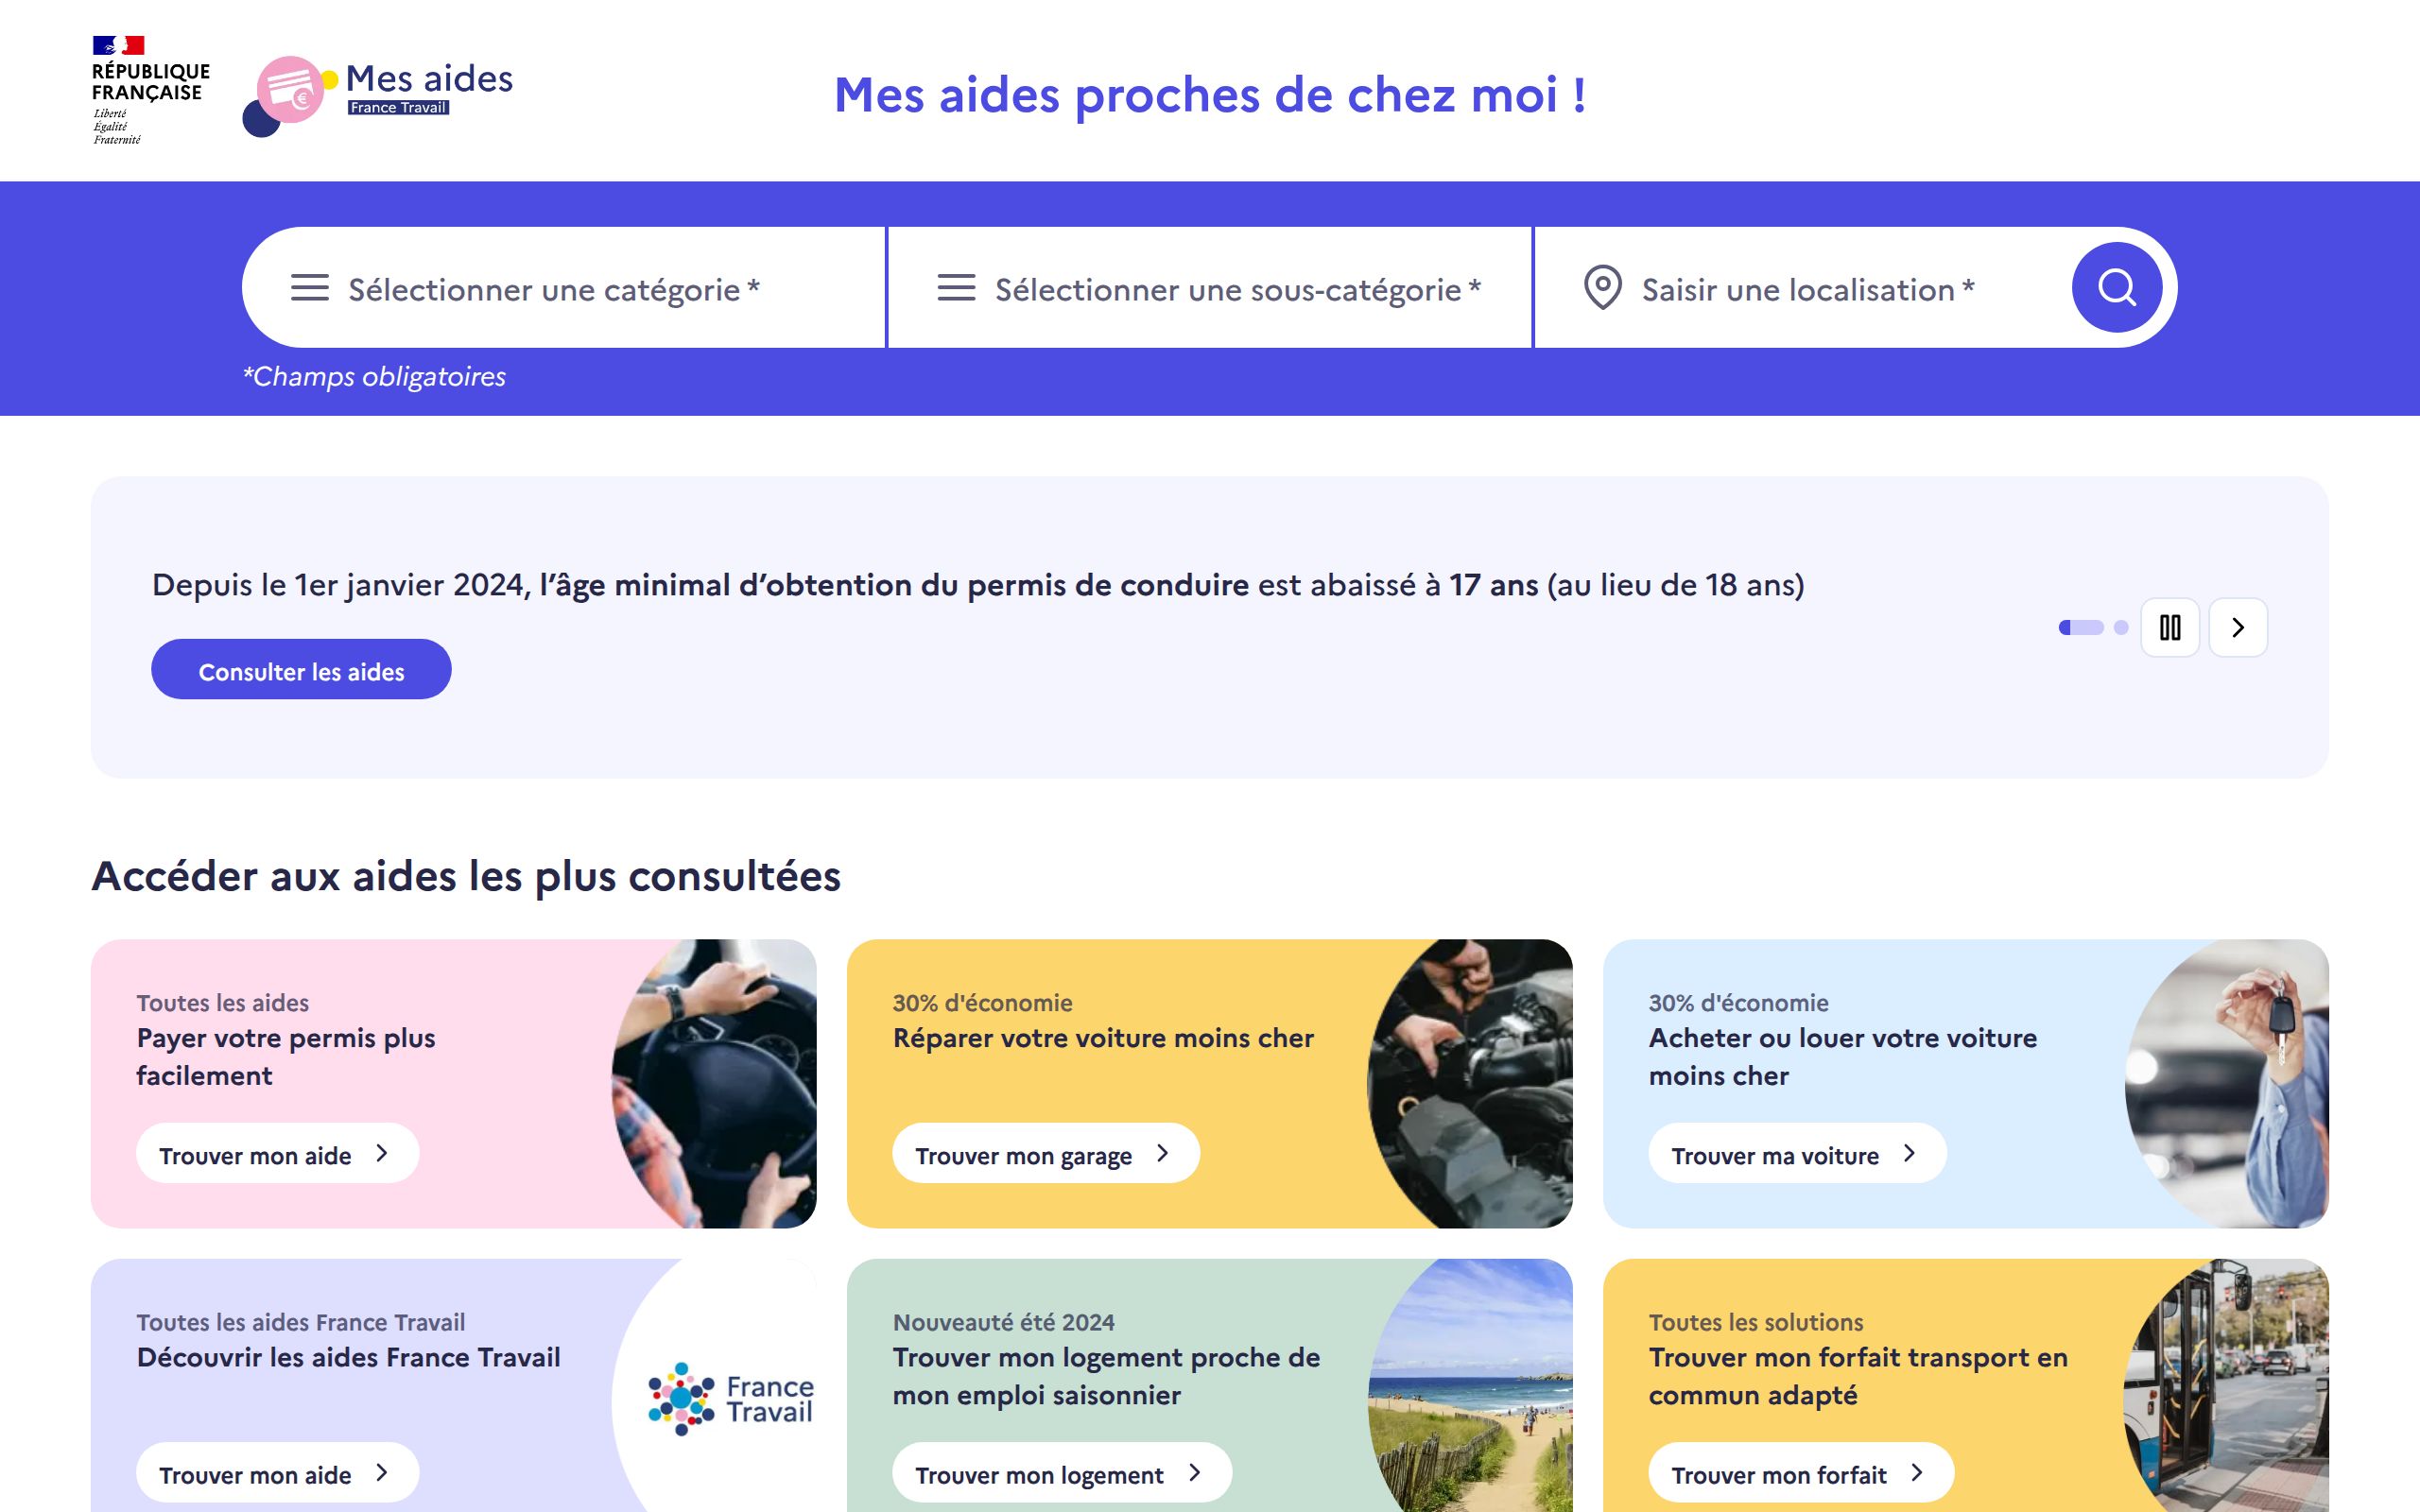 RÉPUBLIQUE
FRANÇAISE
Liberté
Égalité
Fraternité
Mes aides
France Travail
Mes aides proches de chez moi !
Sélectionner une catégorie *
Sélectionner une sous-catégorie *
Saisir une localisation *
*Champs obligatoires
Depuis le 1er janvier 2024, l’âge minimal d’obtention du permis de conduire est abaissé à 17 ans (au lieu de 18 ans)
Consulter les aides
Accéder aux aides les plus consultées
Toutes les aides
Payer votre permis plus
facilement
Trouver mon aide
30% d'économie
Réparer votre voiture moins cher
Trouver mon garage
30% d'économie
Acheter ou louer votre voiture
moins cher
Trouver ma voiture
Toutes les aides France Travail
Découvrir les aides France Travail
Trouver mon aide
France
Travail
Nouveauté été 2024
Trouver mon logement proche de
mon emploi saisonnier
Trouver mon logement
Toutes les solutions
Trouver mon forfait transport en
commun adapté
Trouver mon forfait